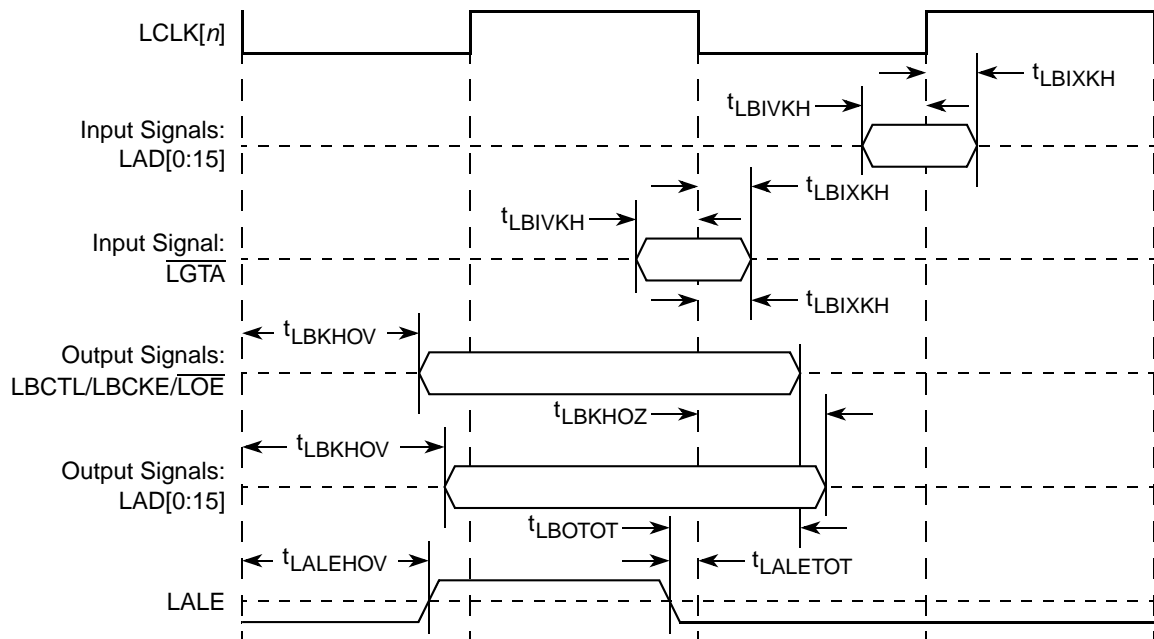 LCLK[n]
tLBIXKH
tLBIVKH
Input Signals:
LAD[0:15]
tLBIXKH
tLBIVKH
Input Signal:
LGTA
tLBIXKH
tLBKHOV
Output Signals:
LBCTL/LBCKE/LOE
tLBKHOZ
tLBKHOV
Output Signals:
LAD[0:15]
tLBOTOT
tLALEHOV
tLALETOT
LALE